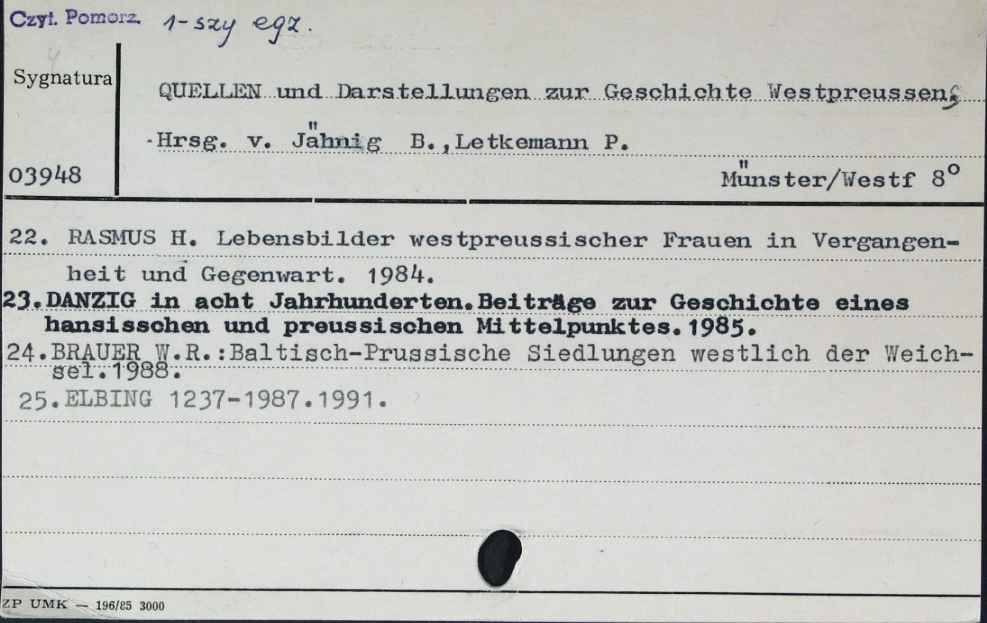 Czyt. Pomorz. 1-szy egz.
Sygnatura
QUELLEN und Darstellungen zur Geschichte Westpreussens
-Hrsg. v. Jähnig B.,Letkemann P.
03948
Münster/Westf 8°
22. RASMUS H. Lebensbilder westpreussischer Frauen in Vergangen-
heit und Gegenwart. 1984.
23.DANZIG in acht Jahrhunderten.Beiträge zur Geschichte eines
hansisschen und preussischen Mittelpunktes.1985.
24.BRAUER W.R.:Baltisch-Prussische Siedlungen westlich der Weich-
sel.1988.
25.ELBING 1237-1987.1991.
ZP UMK — 196/85 3000